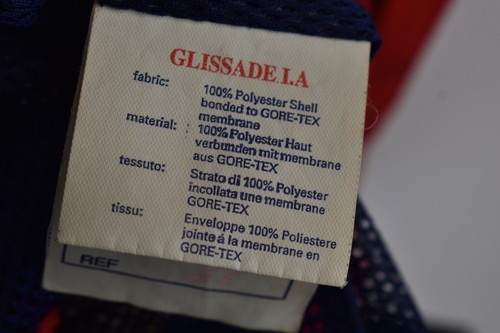 GLISSADE I.A
fabric: 100% Polyester Shell
bonded to GORE-TEX
membrane
material: : 100% Polyester Haut
verbunden mit membrane
aus GORE-TEX
tessuto: Strato di 100% Polyester
incollata une membrane
GORE-TEX
tissu: Enveloppe 100% Poliestere
jointe á la membrane en
GORE-TEX
REF